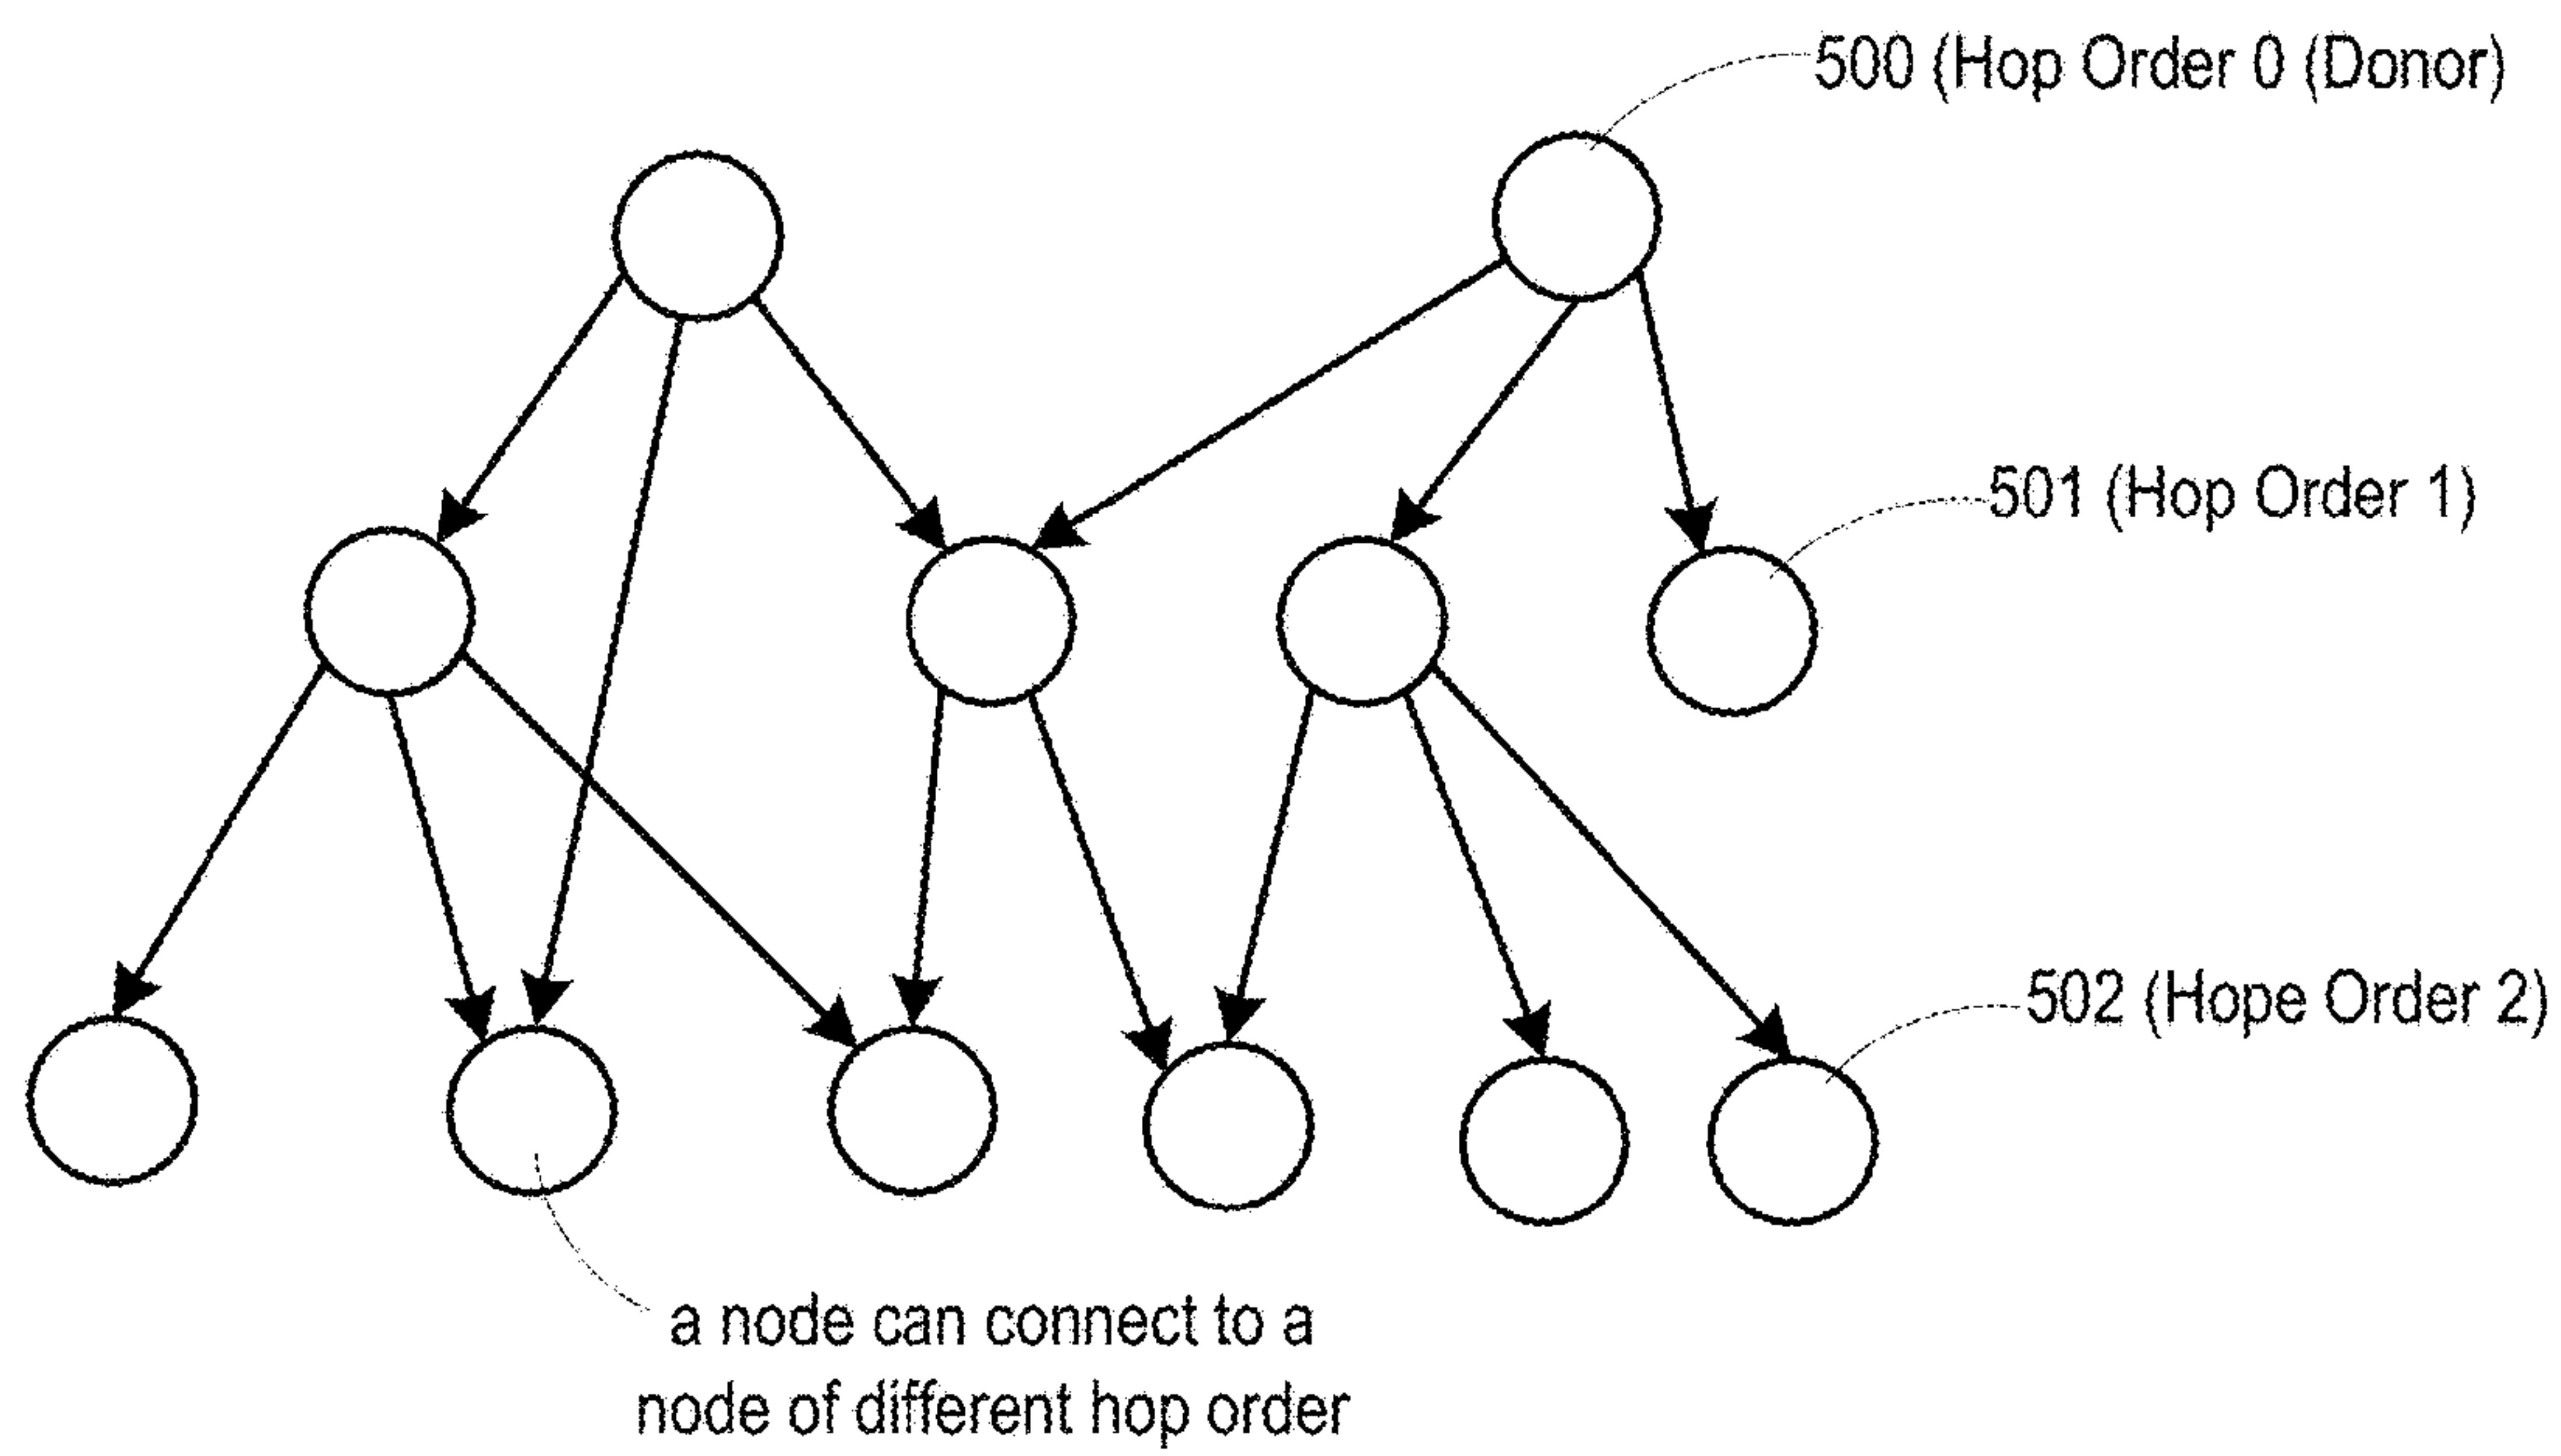 500 (Hop Order 0 (Donor)
501 (Hop Order 1)
502 (Hope Order 2)
a node can connect to a
node of different hop order